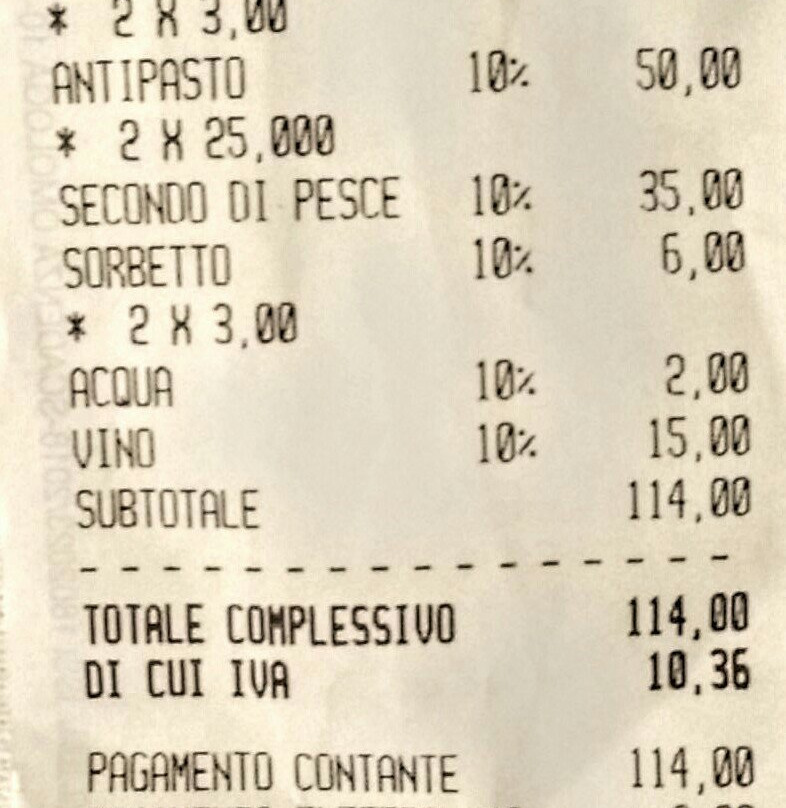 * 2 X 3,00
ANTIPASTO 10% 50,00
* 2 X 25,000
SECONDO DI PESCE 10% 35,00
SORBETTO 10% 6,00
* 2 X 3,00
ACQUA 10% 2,00
VINO 10% 15,00
SUBTOTALE 114,00
- - - - - - - - - - - - - - - - -
TOTALE COMPLESSIVO 114,00
DI CUI IVA 10,36
PAGAMENTO CONTANTE 114,00